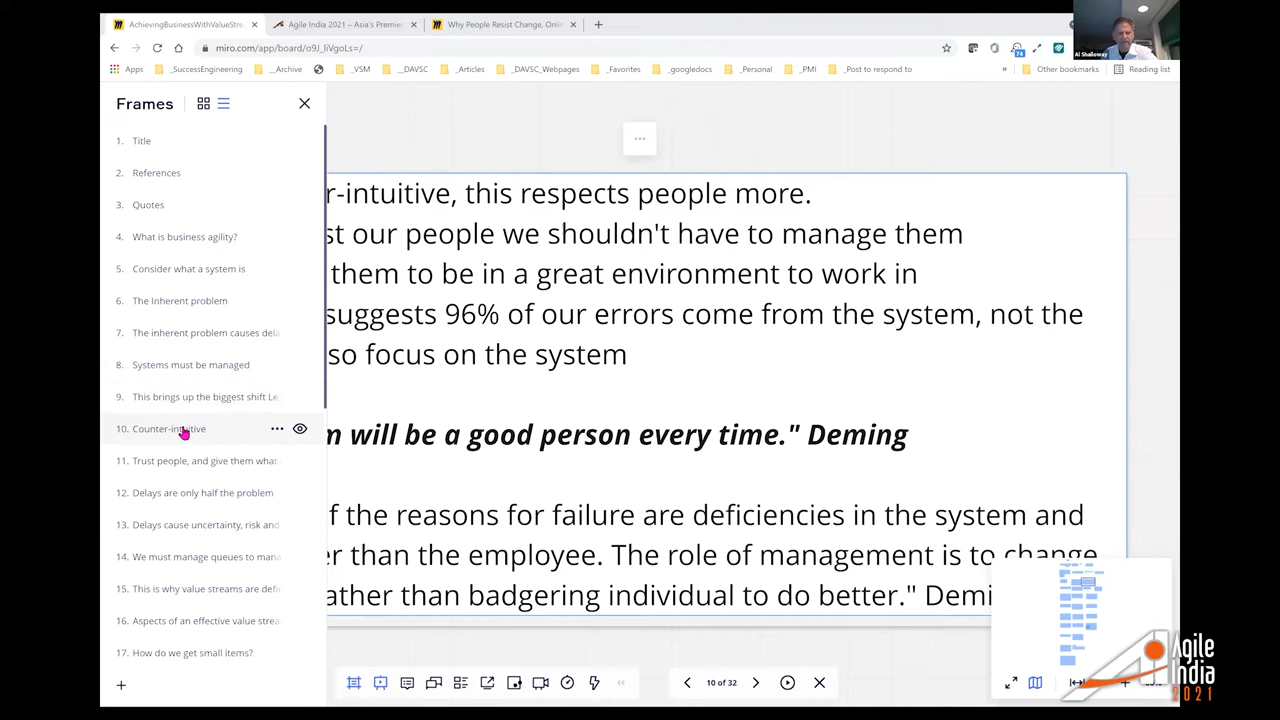 AchievingBusinessWithValueStre
Agile India 2021 – Asia's Premier
Why People Resist Change, Onli
miro.com/app/board/o9J_liVgoLs=/
Al Shalloway
Apps
_SuccessEngineering
__Archive
_VSM
__DAVSC
_Articles
_DAVSC_Webpages
_Favorites
_googledocs
_Personal
_PMI
_Post to respond to
»
Other bookmarks
Reading list
Frames
1. Title
2. References
3. Quotes
4. What is business agility?
5. Consider what a system is
6. The Inherent problem
7. The inherent problem causes dela
8. Systems must be managed
9. This brings up the biggest shift Le
10. Counter-intuitive
11. Trust people, and give them what
12. Delays are only half the problem
13. Delays cause uncertainty, risk and
14. We must manage queues to mana
15. This is why value streams are defi
16. Aspects of an effective value strea
17. How do we get small items?
r-intuitive, this respects people more.
st our people we shouldn't have to manage them
them to be in a great environment to work in
suggests 96% of our errors come from the system, not the
so focus on the system
m will be a good person every time." Deming
f the reasons for failure are deficiencies in the system and
er than the employee. The role of management is to change
ather than badgering individual to do better." Demi
10 of 32
Agile
India
2021